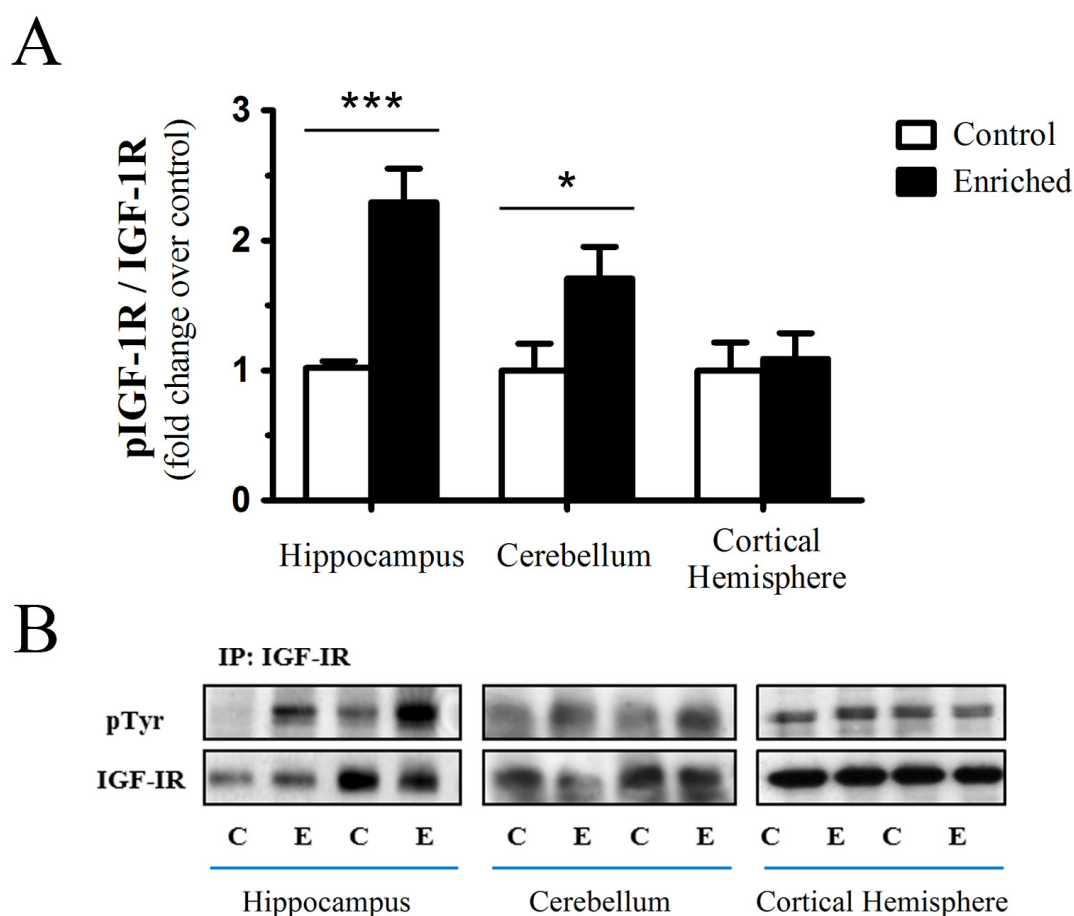 A
3
2
1
0
pIGF-1R / IGF-1R
(fold change over control)
***
*
Control
Enriched
Hippocampus
Cerebellum
Cortical
Hemisphere
B
IP: IGF-IR
pTyr
IGF-IR
C E C E C E C E C E C E
Hippocampus Cerebellum Cortical Hemisphere